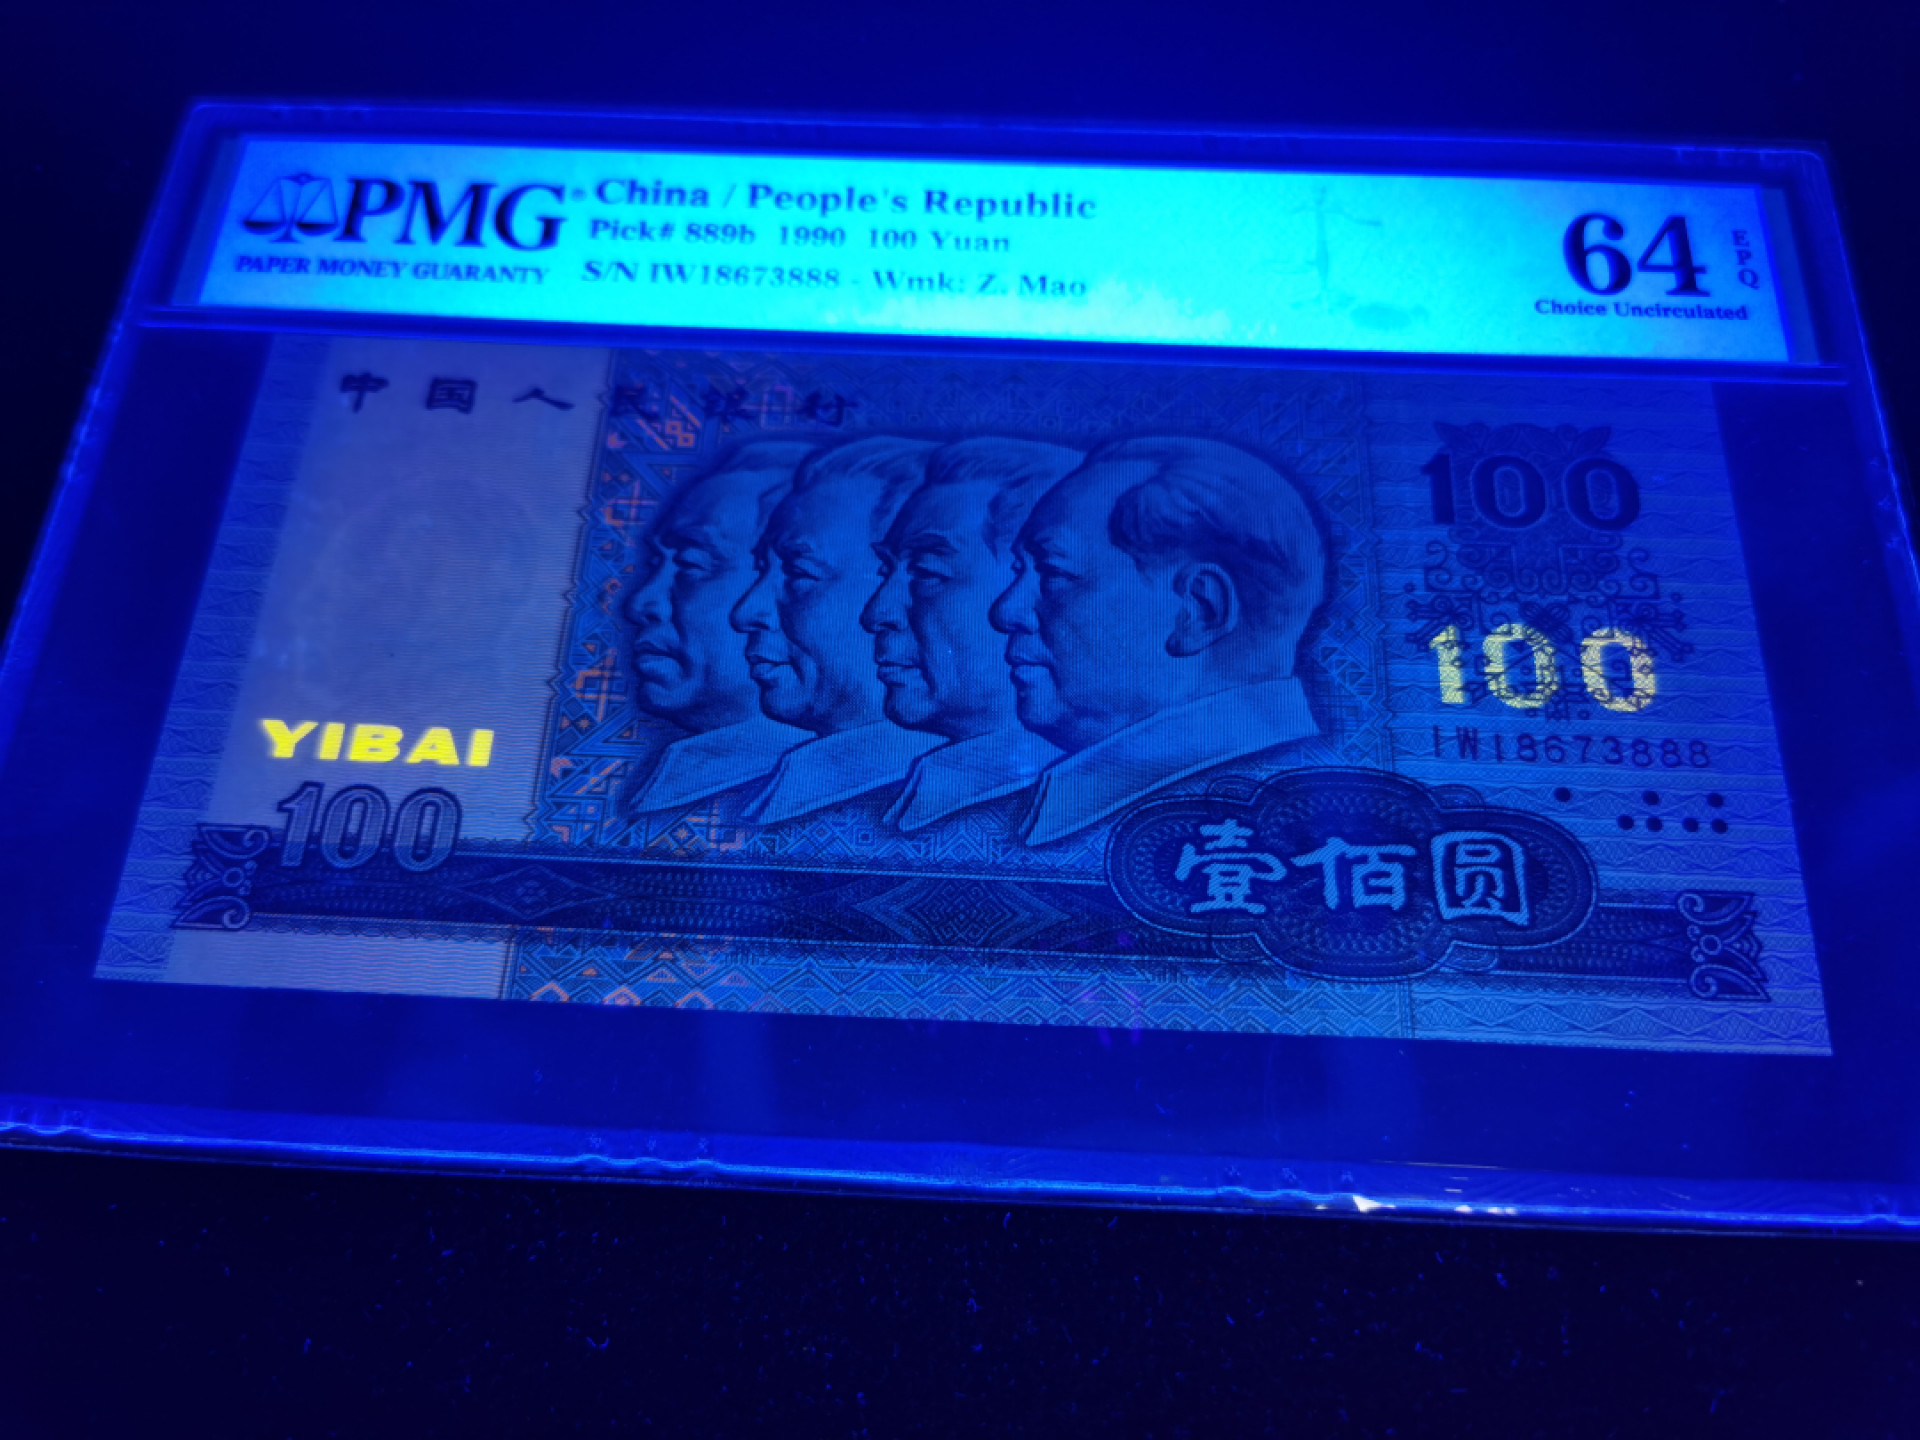 PMG®
PAPER MONEY GUARANTY
China / People's Republic
Pick# 889b 1990 100 Yuan
S/N IW18673888 - Wmk: Z. Mao
64
EPQ
Choice Uncirculated
中国人民银行
100
100
IW18673888
YIBAI
100
壹佰圆